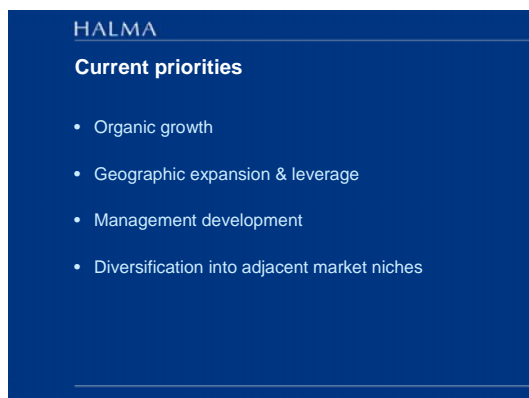 HALMA
Current priorities
• Organic growth
• Geographic expansion & leverage
• Management development
• Diversification into adjacent market niches